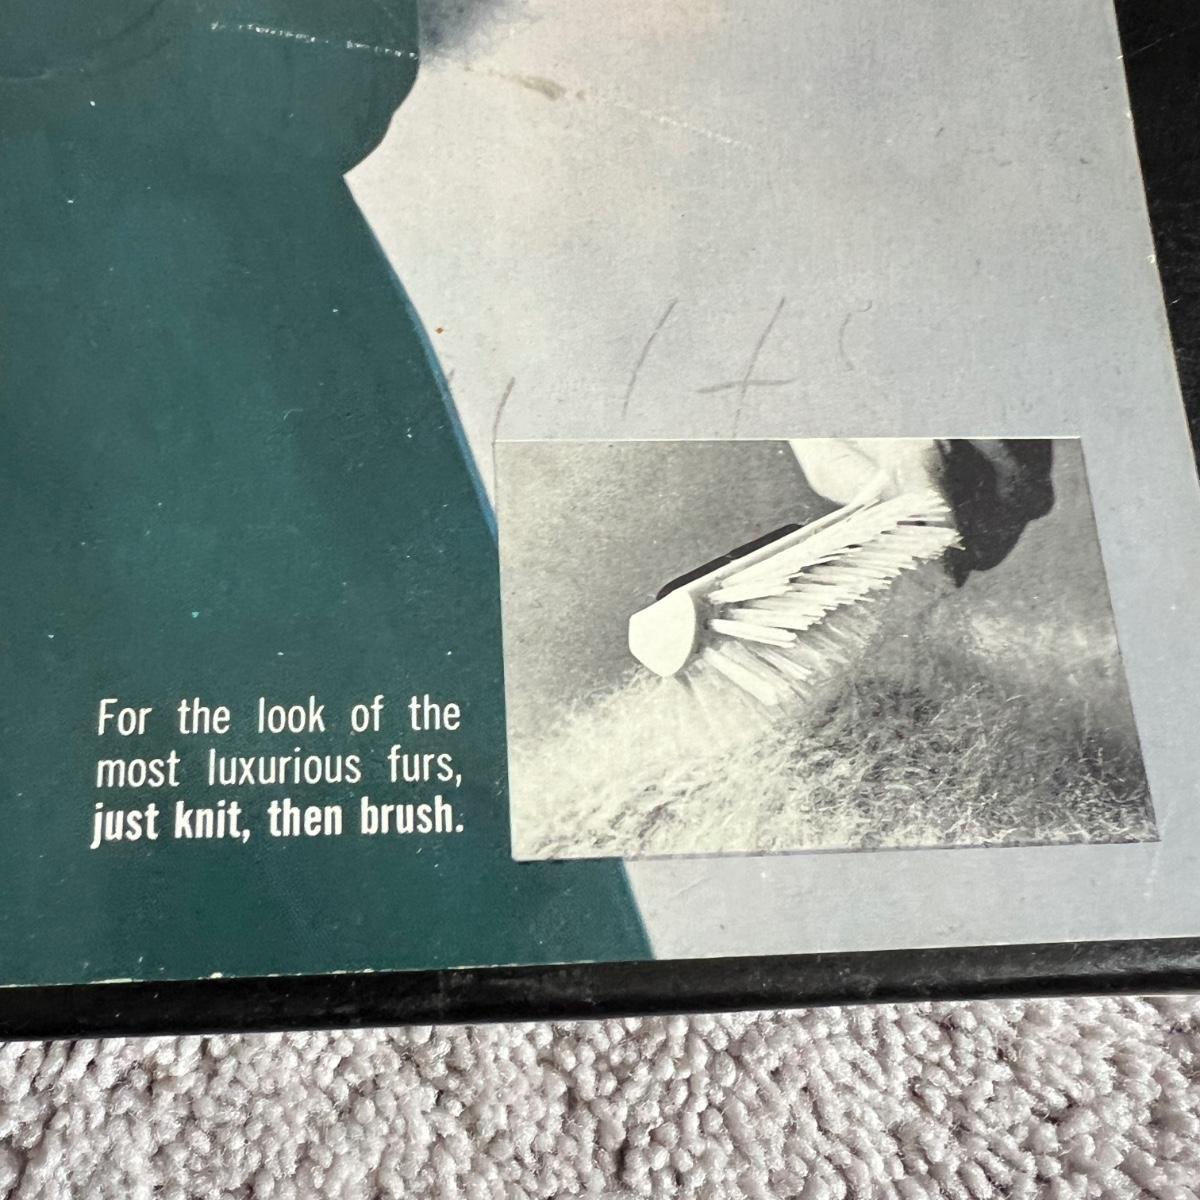 For the look of the
most luxurious furs,
just knit, then brush.